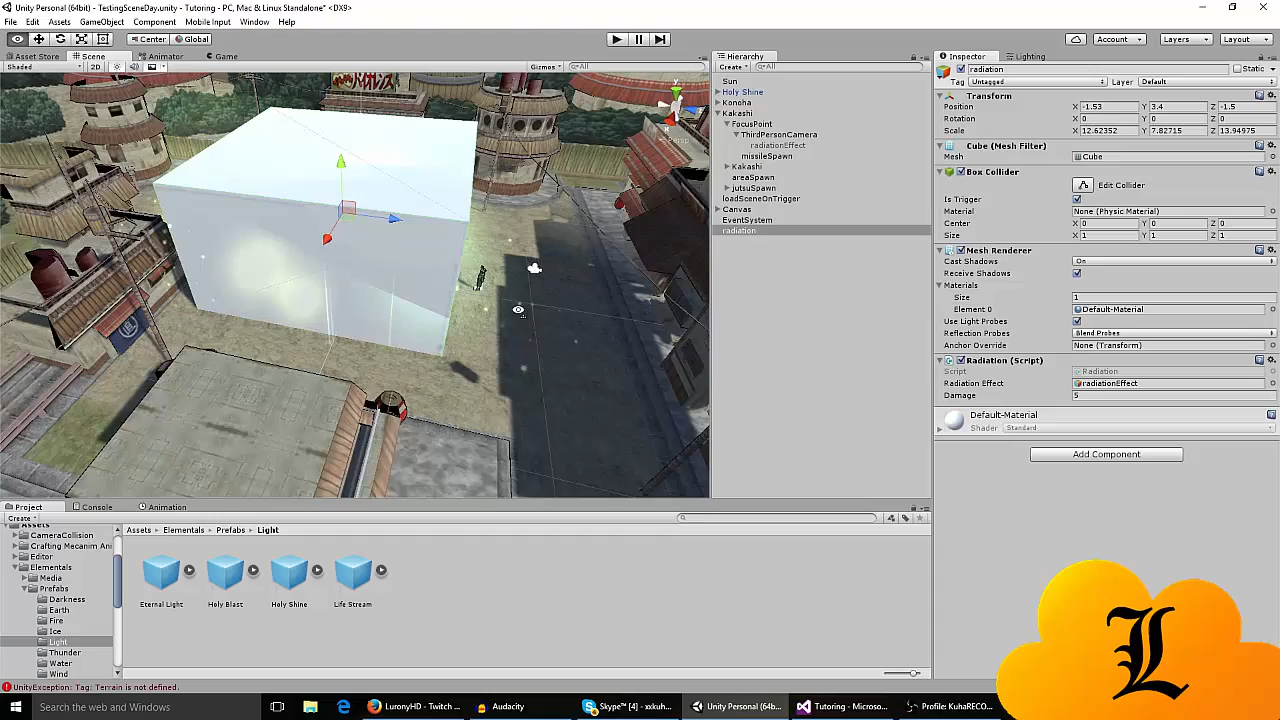 Unity Personal (64bit) - TestingSceneDay.unity - Tutoring - PC, Mac & Linux Standalone* <DX9>
File Edit Assets GameObject Component Mobile Input Window Help
Center Global
Account Layers Layout
Asset Store Scene Animator Game
Shaded 2D Gizmos All
y
x
Persp
Hierarchy
Create All
Sun
Holy Shine
Konoha
Kakashi
FocusPoint
ThirdPersonCamera
radiationEffect
missileSpawn
Kakashi
areaSpawn
jutsuSpawn
loadSceneOnTrigger
Canvas
EventSystem
radiation
Inspector Lighting
radiation Static
Tag Untagged Layer Default
Transform
Position X -1.53 Y 3.4 Z -1.5
Rotation X 0 Y 0 Z 0
Scale X 12.62352 Y 7.82715 Z 13.94975
Cube (Mesh Filter)
Mesh Cube
Box Collider
Edit Collider
Is Trigger
Material None (Physic Material)
Center X 0 Y 0 Z 0
Size X 1 Y 1 Z 1
Mesh Renderer
Cast Shadows On
Receive Shadows
Materials
Size 1
Element 0 Default-Material
Use Light Probes
Reflection Probes Blend Probes
Anchor Override None (Transform)
Radiation (Script)
Script Radiation
Radiation Effect radiationEffect
Damage 5
Default-Material
Shader Standard
Add Component
Project Console Animation
Create
Assets
CameraCollision
Crafting Mecanim Ani
Editor
Elementals
Media
Prefabs
Darkness
Earth
Fire
Ice
Light
Thunder
Water
Wind
Assets Elementals Prefabs Light
Eternal Light Holy Blast Holy Shine Life Stream
UnityException: Tag: Terrain is not defined.
L
Search the web and Windows
LuronyHD - Twitch ...
Audacity
Skype™ [4] - xxkuh...
Unity Personal (64b...
Tutoring - Microso...
Profile: KuhaRECO...